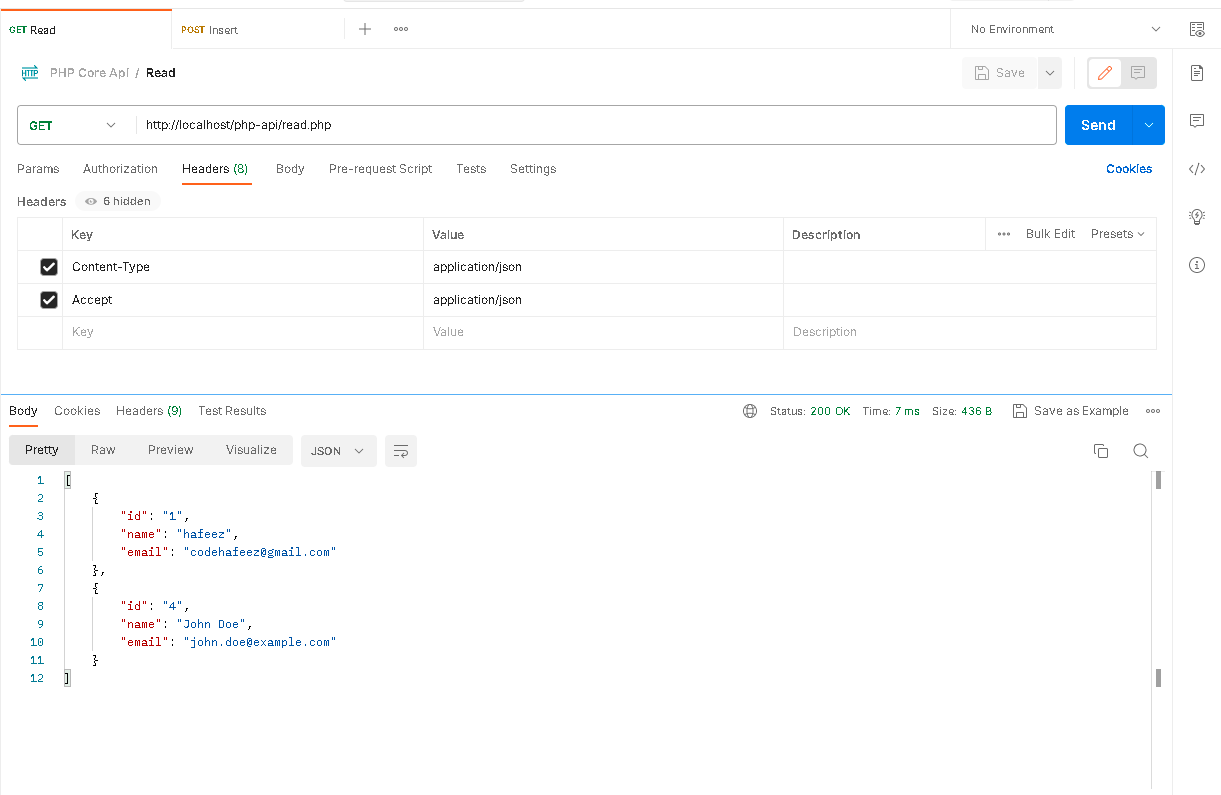 GET Read POST Insert No Environment
PHP Core Api / Read Save
GET http://localhost/php-api/read.php Send
Params Authorization Headers (8) Body Pre-request Script Tests Settings Cookies
Headers 6 hidden
Key Value Description Bulk Edit Presets
Content-Type application/json
Accept application/json
Key Value Description
Body Cookies Headers (9) Test Results Status: 200 OK Time: 7 ms Size: 436 B Save as Example
Pretty Raw Preview Visualize JSON
1 [
2 {
3 "id": "1",
4 "name": "hafeez",
5 "email": "codehafeez@gmail.com"
6 },
7 {
8 "id": "4",
9 "name": "John Doe",
10 "email": "john.doe@example.com"
11 }
12 ]